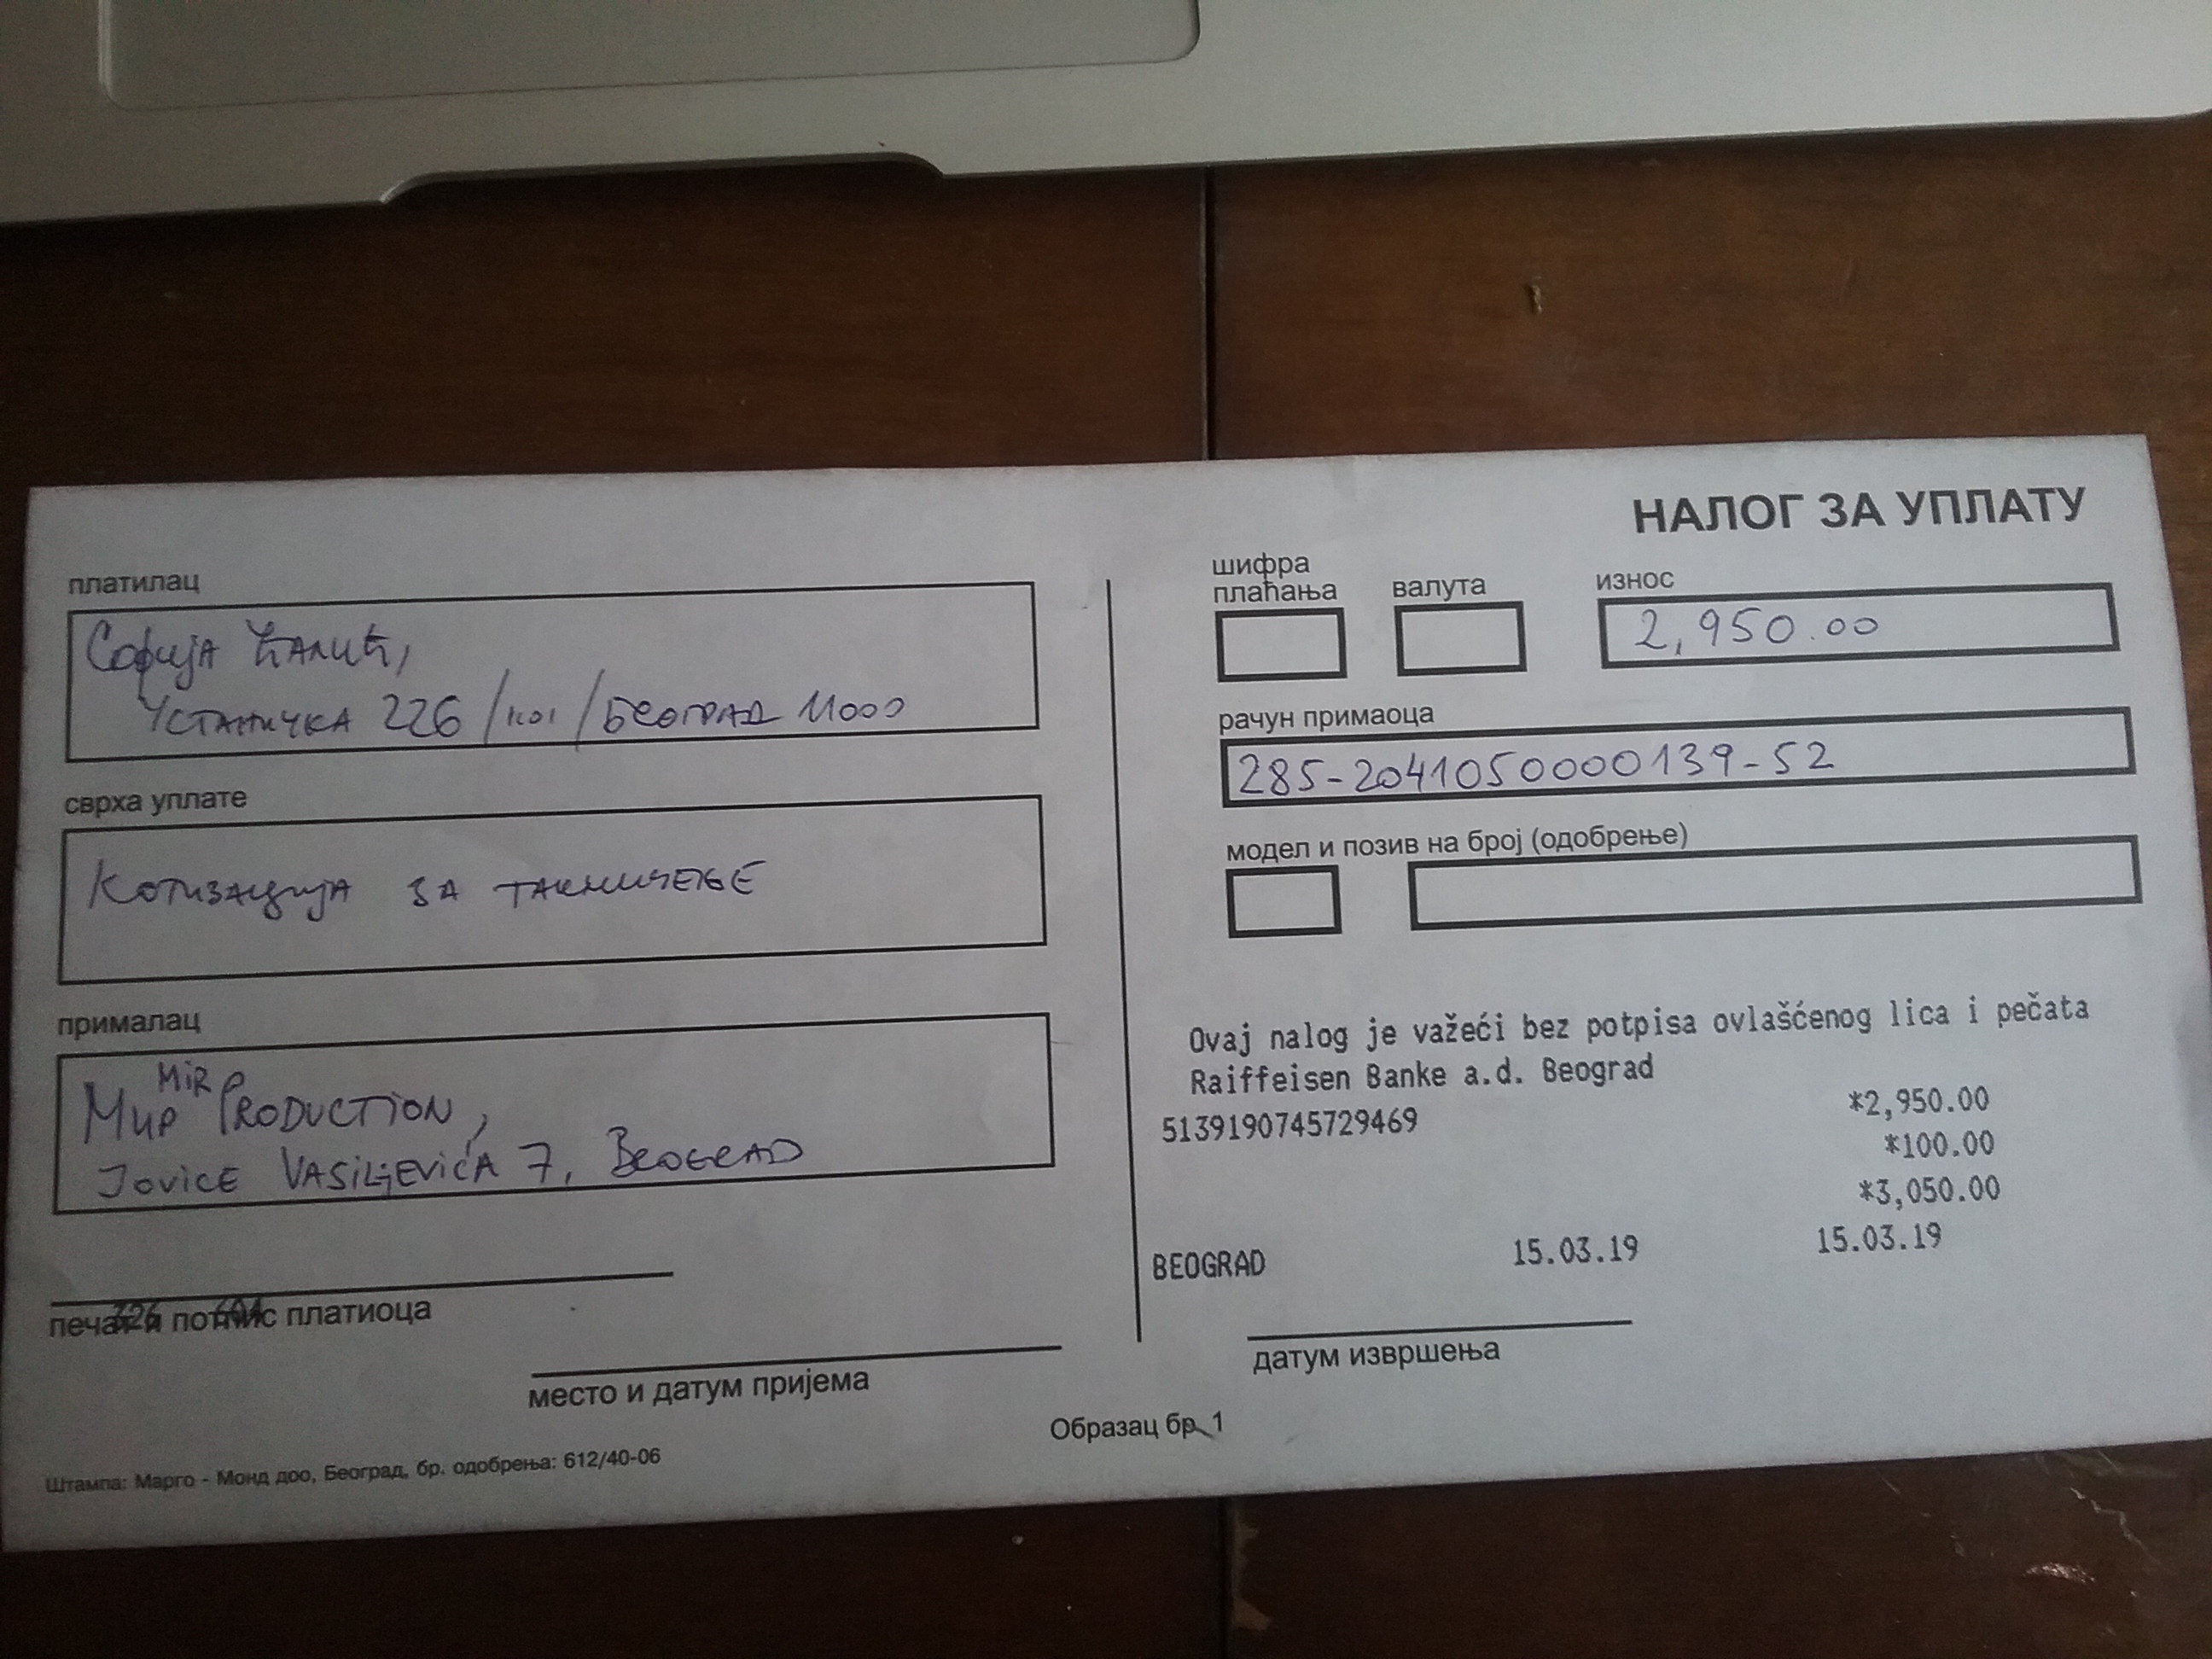 НАЛОГ ЗА УПЛАТУ
платилац
Софија Ћалић,
Устаничка 226 / /Београд 11000
сврха уплате
Котизација за такмичење
прималац
MiR
Мир PRODUCTiON,
JoviCE VASiLjEViĆA 7, BEOGRAD
печат и потпис платиоца
место и датум пријема
шифра
плаћања
валута
износ
2,950.00
рачун примаоца
285-2041050000139-52
модел и позив на број (одобрење)
Ovaj nalog je važeći bez potpisa ovlašćenog lica i pečata
Raiffeisen Banke a.d. Beograd
5139190745729469 *2,950.00
*100.00
*3,050.00
BEOGRAD 15.03.19 15.03.19
датум извршења
Образац бр. 1
Штампа: Марго - Монд доо, Београд, бр. одобрења: 612/40-06